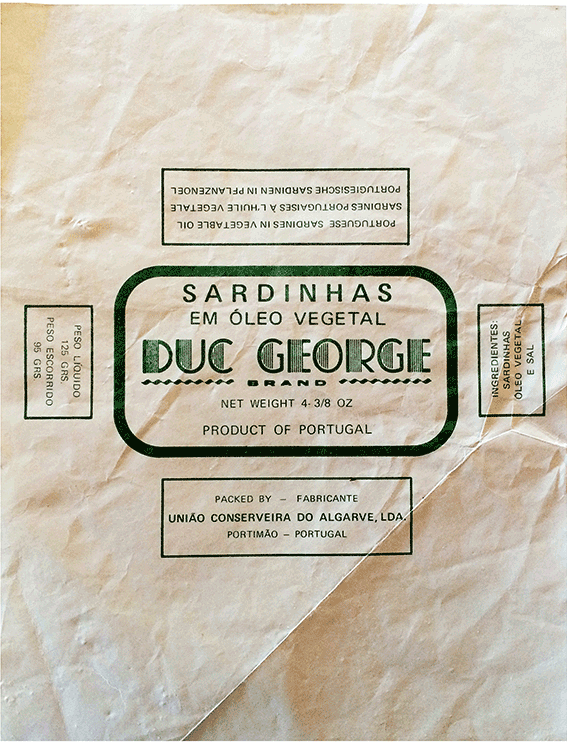 PORTUGUESE SARDINES IN VEGETABLE OIL
SARDINES PORTUGAISES À L'HUILE VEGETALE
PORTUGIESISCHE SARDINEN IN PFLANZENOEL
SARDINHAS
EM ÓLEO VEGETAL
DUC GEORGE
BRAND
NET WEIGHT 4-3/8 OZ
PRODUCT OF PORTUGAL
PESO LÍQUIDO
125 GRS.
PESO ESCORRIDO
95 GRS
INGREDIENTES:
SARDINHAS
ÓLEO VEGETAL
E SAL
PACKED BY – FABRICANTE
UNIÃO CONSERVEIRA DO ALGARVE, LDA.
PORTIMÃO – PORTUGAL